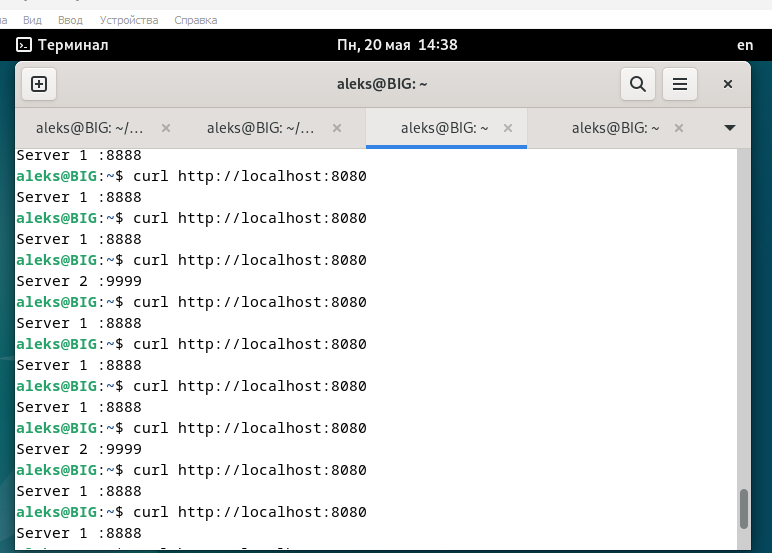 Вид Ввод Устройства Справка
Терминал Пн, 20 мая 14:38 en
aleks@BIG: ~
aleks@BIG: ~/… aleks@BIG: ~/… aleks@BIG: ~ aleks@BIG: ~
Server 1 :8888
aleks@BIG:~$ curl http://localhost:8080
Server 1 :8888
aleks@BIG:~$ curl http://localhost:8080
Server 1 :8888
aleks@BIG:~$ curl http://localhost:8080
Server 2 :9999
aleks@BIG:~$ curl http://localhost:8080
Server 1 :8888
aleks@BIG:~$ curl http://localhost:8080
Server 1 :8888
aleks@BIG:~$ curl http://localhost:8080
Server 1 :8888
aleks@BIG:~$ curl http://localhost:8080
Server 2 :9999
aleks@BIG:~$ curl http://localhost:8080
Server 1 :8888
aleks@BIG:~$ curl http://localhost:8080
Server 1 :8888